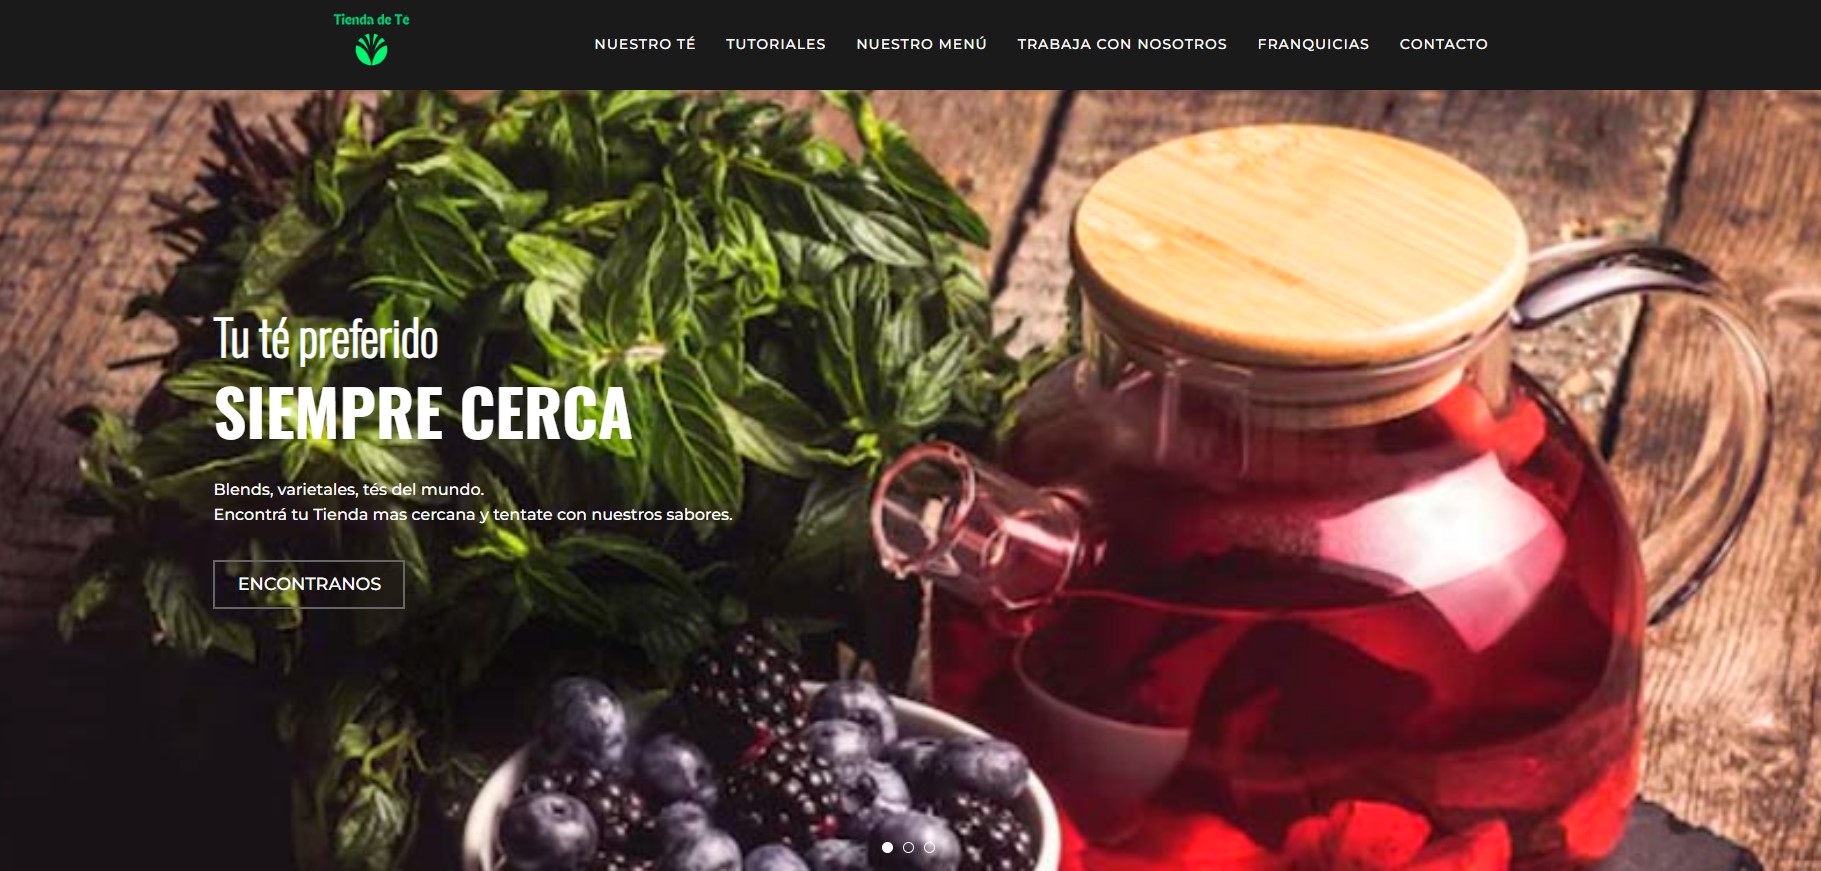 Tienda de Te
NUESTRO TÉ TUTORIALES NUESTRO MENÚ TRABAJA CON NOSOTROS FRANQUICIAS CONTACTO
Tu té preferido
SIEMPRE CERCA
Blends, varietales, tés del mundo.
Encontrá tu Tienda mas cercana y tentate con nuestros sabores.
ENCONTRANOS